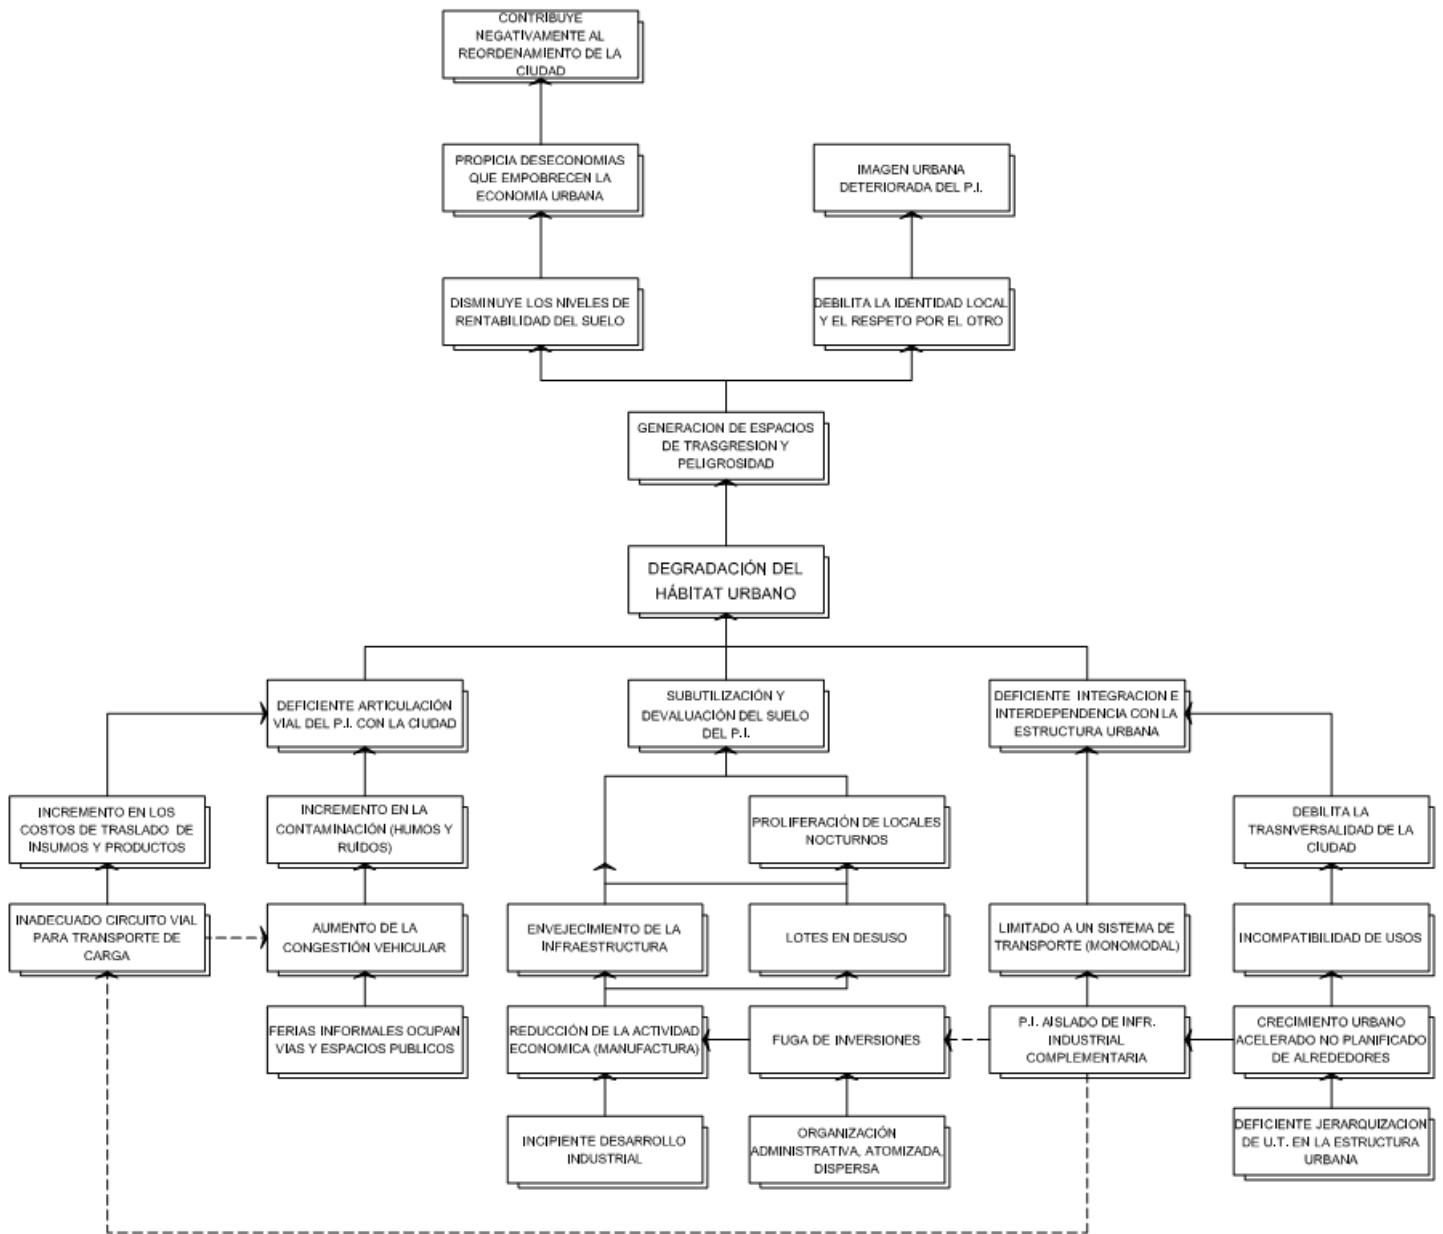 CONTRIBUYE
NEGATIVAMENTE AL
REORDENAMIENTO DE LA
CIUDAD
PROPICIA DESECONOMIAS
QUE EMPOBRECEN LA
ECONOMIA URBANA
IMAGEN URBANA
DETERIORADA DEL P.I.
DISMINUYE LOS NIVELES DE
RENTABILIDAD DEL SUELO
DEBILITA LA IDENTIDAD LOCAL
Y EL RESPETO POR EL OTRO
GENERACION DE ESPACIOS
DE TRASGRESION Y
PELIGROSIDAD
DEGRADACIÓN DEL
HÁBITAT URBANO
DEFICIENTE ARTICULACIÓN
VIAL DEL P.I. CON LA CIUDAD
SUBUTILIZACIÓN Y
DEVALUACIÓN DEL SUELO
DEL P.I.
DEFICIENTE INTEGRACION E
INTERDEPENDENCIA CON LA
ESTRUCTURA URBANA
INCREMENTO EN LOS
COSTOS DE TRASLADO DE
INSUMOS Y PRODUCTOS
INCREMENTO EN LA
CONTAMINACIÓN (HUMOS Y
RUÍDOS)
PROLIFERACIÓN DE LOCALES
NOCTURNOS
DEBILITA LA
TRASNVERSALIDAD DE LA
CIUDAD
INADECUADO CIRCUITO VIAL
PARA TRANSPORTE DE
CARGA
AUMENTO DE LA
CONGESTIÓN VEHICULAR
ENVEJECIMIENTO DE LA
INFRAESTRUCTURA
LOTES EN DESUSO
LIMITADO A UN SISTEMA DE
TRANSPORTE (MONOMODAL)
INCOMPATIBILIDAD DE USOS
FERIAS INFORMALES OCUPAN
VIAS Y ESPACIOS PUBLICOS
REDUCCIÓN DE LA ACTIVIDAD
ECONOMICA (MANUFACTURA)
FUGA DE INVERSIONES
P.I. AISLADO DE INFR.
INDUSTRIAL
COMPLEMENTARIA
CRECIMIENTO URBANO
ACELERADO NO PLANIFICADO
DE ALREDEDORES
INCIPIENTE DESARROLLO
INDUSTRIAL
ORGANIZACIÓN
ADMINISTRATIVA, ATOMIZADA,
DISPERSA
DEFICIENTE JERARQUIZACION
DE U.T. EN LA ESTRUCTURA
URBANA